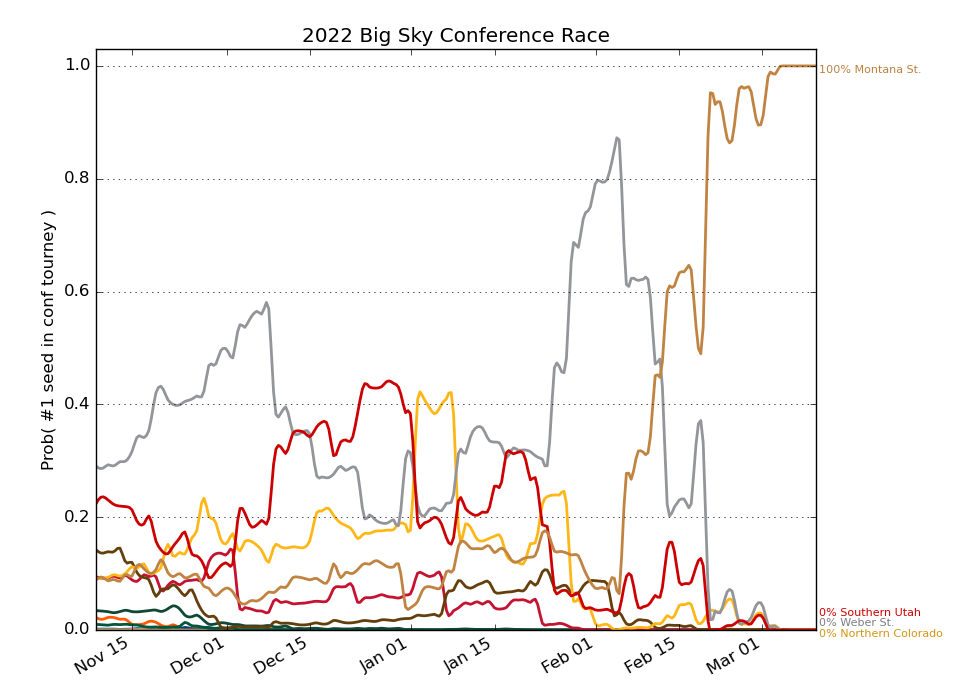 2022 Big Sky Conference Race
Prob( #1 seed in conf tourney )
1.0
0.8
0.6
0.4
0.2
0.0
100% Montana St.
0% Southern Utah
0% Weber St.
0% Northern Colorado
Nov 15
Dec 01
Dec 15
Jan 01
Jan 15
Feb 01
Feb 15
Mar 01